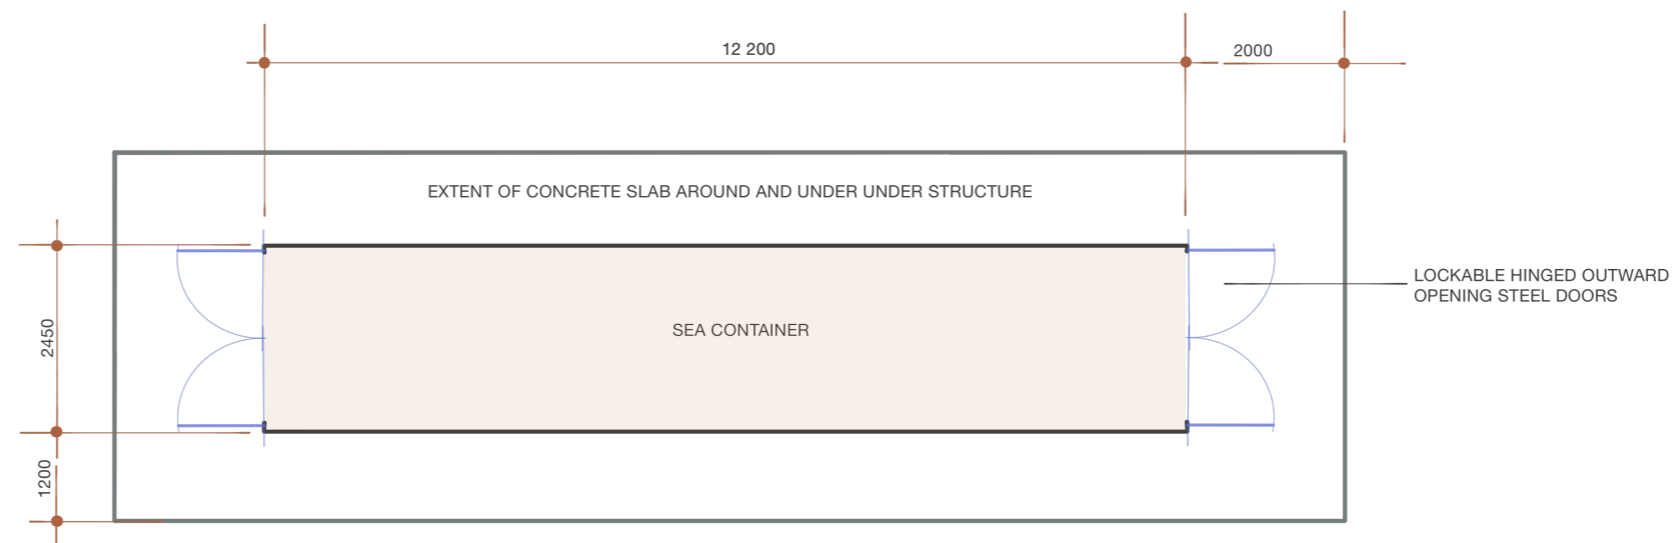 12 200
2000
EXTENT OF CONCRETE SLAB AROUND AND UNDER UNDER STRUCTURE
LOCKABLE HINGED OUTWARD
OPENING STEEL DOORS
SEA CONTAINER
2450
1200